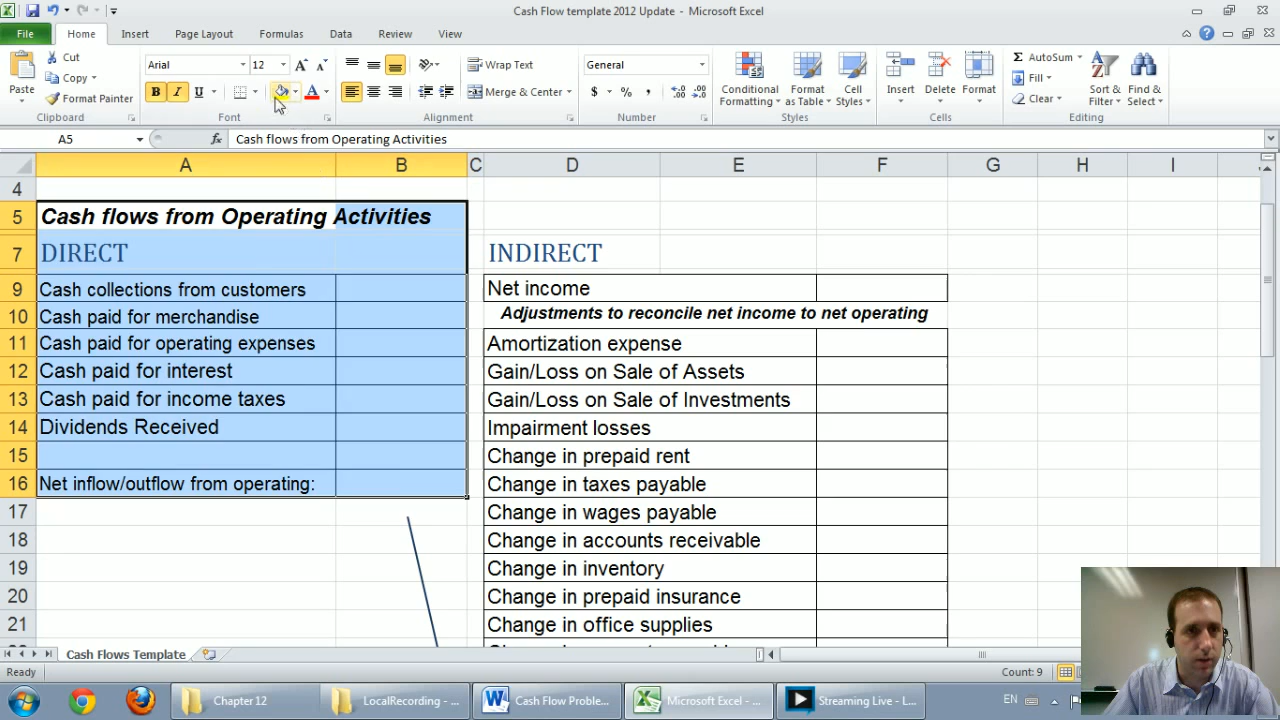 Cash Flow template 2012 Update - Microsoft Excel
File Home Insert Page Layout Formulas Data Review View
Paste
Cut
Copy
Format Painter
Clipboard
Arial 12
B I U
Font
Wrap Text
Merge & Center
Alignment
General
$ % ,
Number
Conditional Formatting
Format as Table
Cell Styles
Styles
Insert
Delete
Format
Cells
AutoSum
Fill
Clear
Sort & Filter
Find & Select
Editing
A5 fx Cash flows from Operating Activities
A B C D E F G H I
4
5 Cash flows from Operating Activities
7 DIRECT INDIRECT
9 Cash collections from customers Net income
10 Cash paid for merchandise Adjustments to reconcile net income to net operating
11 Cash paid for operating expenses Amortization expense
12 Cash paid for interest Gain/Loss on Sale of Assets
13 Cash paid for income taxes Gain/Loss on Sale of Investments
14 Dividends Received Impairment losses
15 Change in prepaid rent
16 Net inflow/outflow from operating: Change in taxes payable
17 Change in wages payable
18 Change in accounts receivable
19 Change in inventory
20 Change in prepaid insurance
21 Change in office supplies
Cash Flows Template
Ready Count: 9
Chapter 12 LocalRecording - ... Cash Flow Proble... Microsoft Excel - ... Streaming Live - L... EN